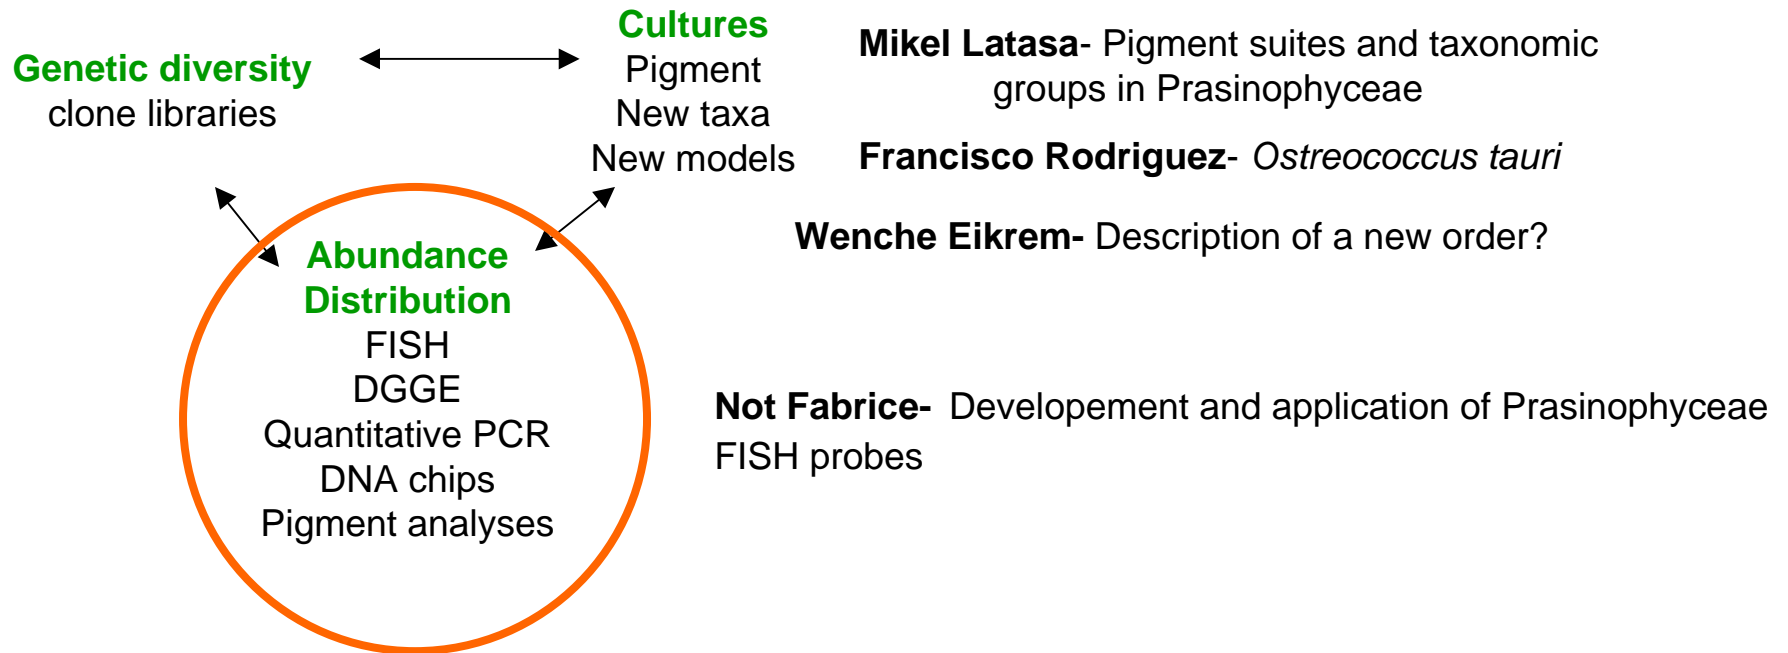 Genetic diversity
clone libraries
Cultures
Pigment
New taxa
New models
Mikel Latasa- Pigment suites and taxonomic
groups in Prasinophyceae
Francisco Rodriguez- Ostreococcus tauri
Wenche Eikrem- Description of a new order?
Abundance
Distribution
FISH
DGGE
Quantitative PCR
DNA chips
Pigment analyses
Not Fabrice- Developement and application of Prasinophyceae
FISH probes